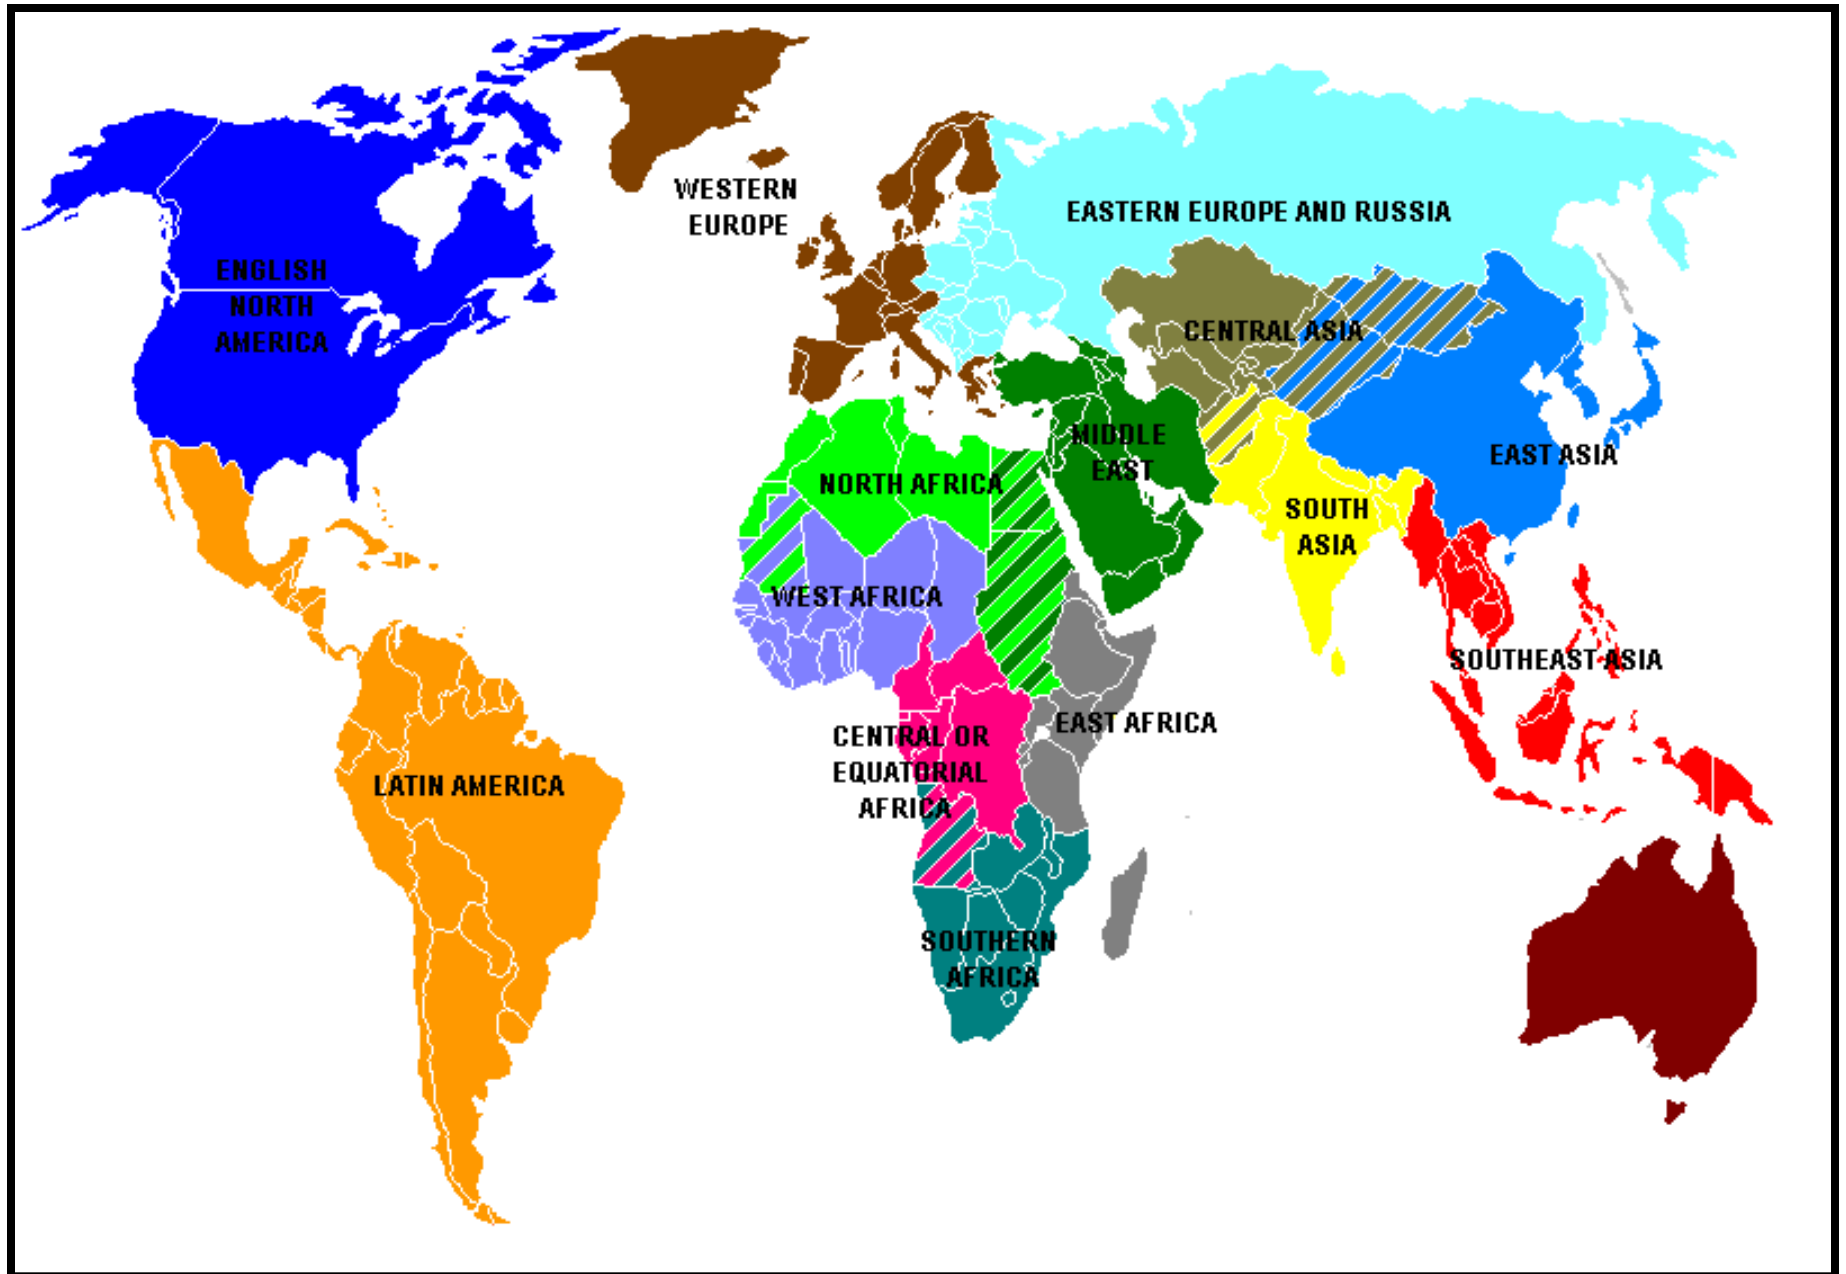 WESTERN
EUROPE
EASTERN EUROPE AND RUSSIA
ENGLISH
NORTH
AMERICA
CENTRAL ASIA
MIDDLE
EAST
EAST ASIA
NORTH AFRICA
SOUTH
ASIA
WEST AFRICA
SOUTHEAST ASIA
EAST AFRICA
CENTRAL OR
EQUATORIAL
AFRICA
LATIN AMERICA
SOUTHERN
AFRICA